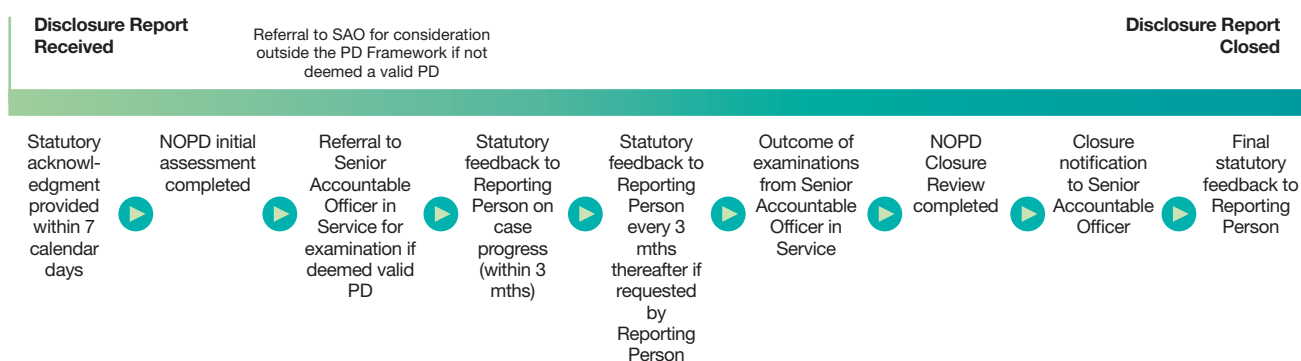 Disclosure Report
Received
Referral to SAO for consideration
outside the PD Framework if not
deemed a valid PD
Disclosure Report
Closed
Statutory
acknowl-
edgment
provided
within 7
calendar
days
NOPD initial
assessment
completed
Referral to
Senior
Accountable
Officer in
Service for
examination if
deemed valid
PD
Statutory
feedback to
Reporting
Person on
case
progress
(within 3
mths)
Statutory
feedback to
Reporting
Person
every 3
mths
thereafter if
requested
by
Reporting
Person
Outcome of
examinations
from Senior
Accountable
Officer in
Service
NOPD
Closure
Review
completed
Closure
notification
to Senior
Accountable
Officer
Final
statutory
feedback to
Reporting
Person